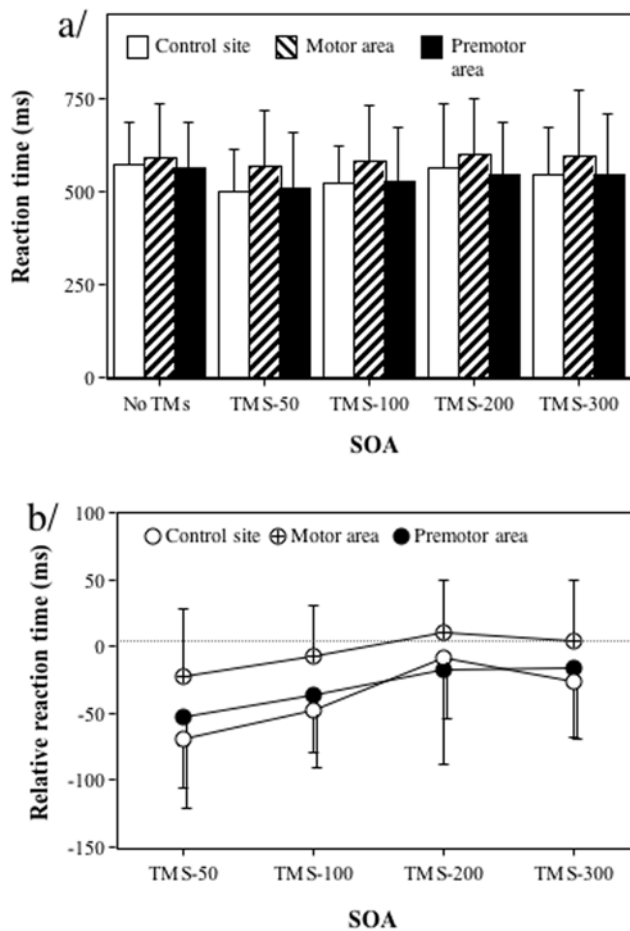 a/
Control site Motor area Premotor area
Reaction time (ms)
750
500
250
0
No TMs TMS-50 TMS-100 TMS-200 TMS-300
SOA
b/
100
Control site Motor area Premotor area
50
0
-50
-100
-150
Relative reaction time (ms)
TMS-50 TMS-100 TMS-200 TMS-300
SOA